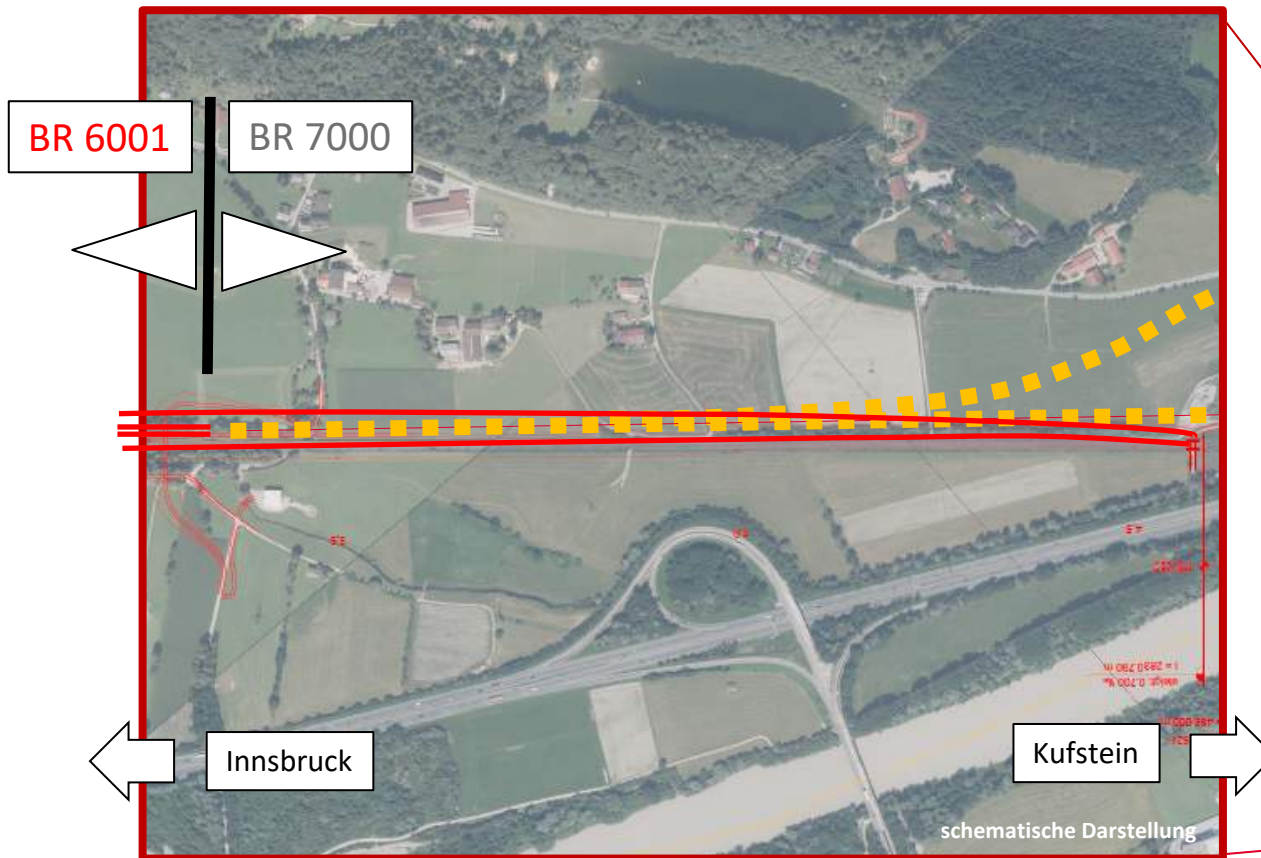 BR 6001
BR 7000
Innsbruck
Kufstein
schematische Darstellung